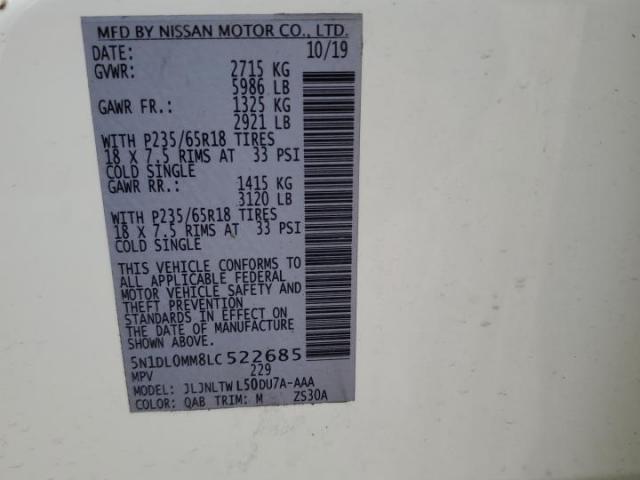 MFD BY NISSAN MOTOR CO., LTD.
DATE: 10/19
GVWR: 2715 KG
5986 LB
GAWR FR.: 1325 KG
2921 LB
WITH P235/65R18 TIRES
18 X 7.5 RIMS AT 33 PSI
COLD SINGLE
GAWR RR.: 1415 KG
3120 LB
WITH P235/65R18 TIRES
18 X 7.5 RIMS AT 33 PSI
COLD SINGLE
THIS VEHICLE CONFORMS TO
ALL APPLICABLE FEDERAL
MOTOR VEHICLE SAFETY AND
THEFT PREVENTION
STANDARDS IN EFFECT ON
THE DATE OF MANUFACTURE
SHOWN ABOVE.
5N1DL0MM8LC 522685
MPV 229
MODEL: JLJNLTW L50DU7A-AAA
COLOR: QAB TRIM: M ZS30A